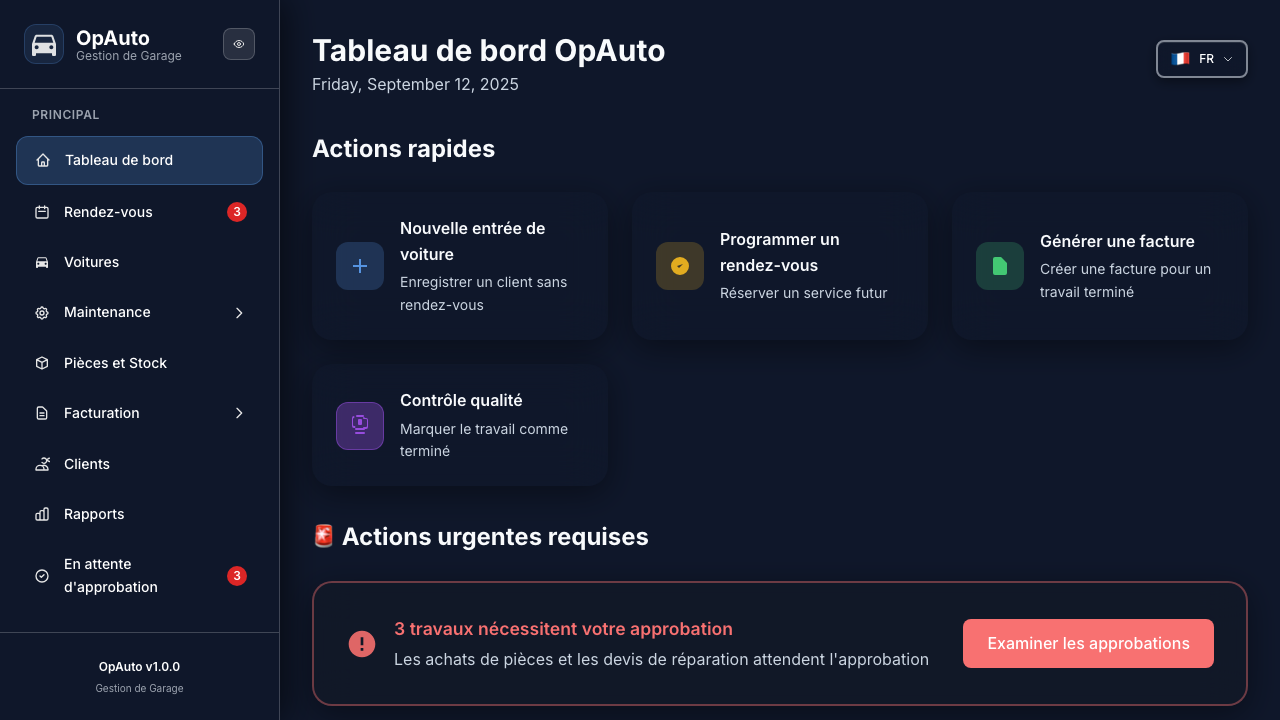 OpAuto
Gestion de Garage
PRINCIPAL
Tableau de bord
Rendez-vous
3
Voitures
Maintenance
Pièces et Stock
Facturation
Clients
Rapports
En attente
d'approbation
3
OpAuto v1.0.0
Gestion de Garage
Tableau de bord OpAuto
Friday, September 12, 2025
FR
Actions rapides
Nouvelle entrée de
voiture
Enregistrer un client sans
rendez-vous
Programmer un
rendez-vous
Réserver un service futur
Générer une facture
Créer une facture pour un
travail terminé
Contrôle qualité
Marquer le travail comme
terminé
🚨 Actions urgentes requises
3 travaux nécessitent votre approbation
Les achats de pièces et les devis de réparation attendent l'approbation
Examiner les approbations